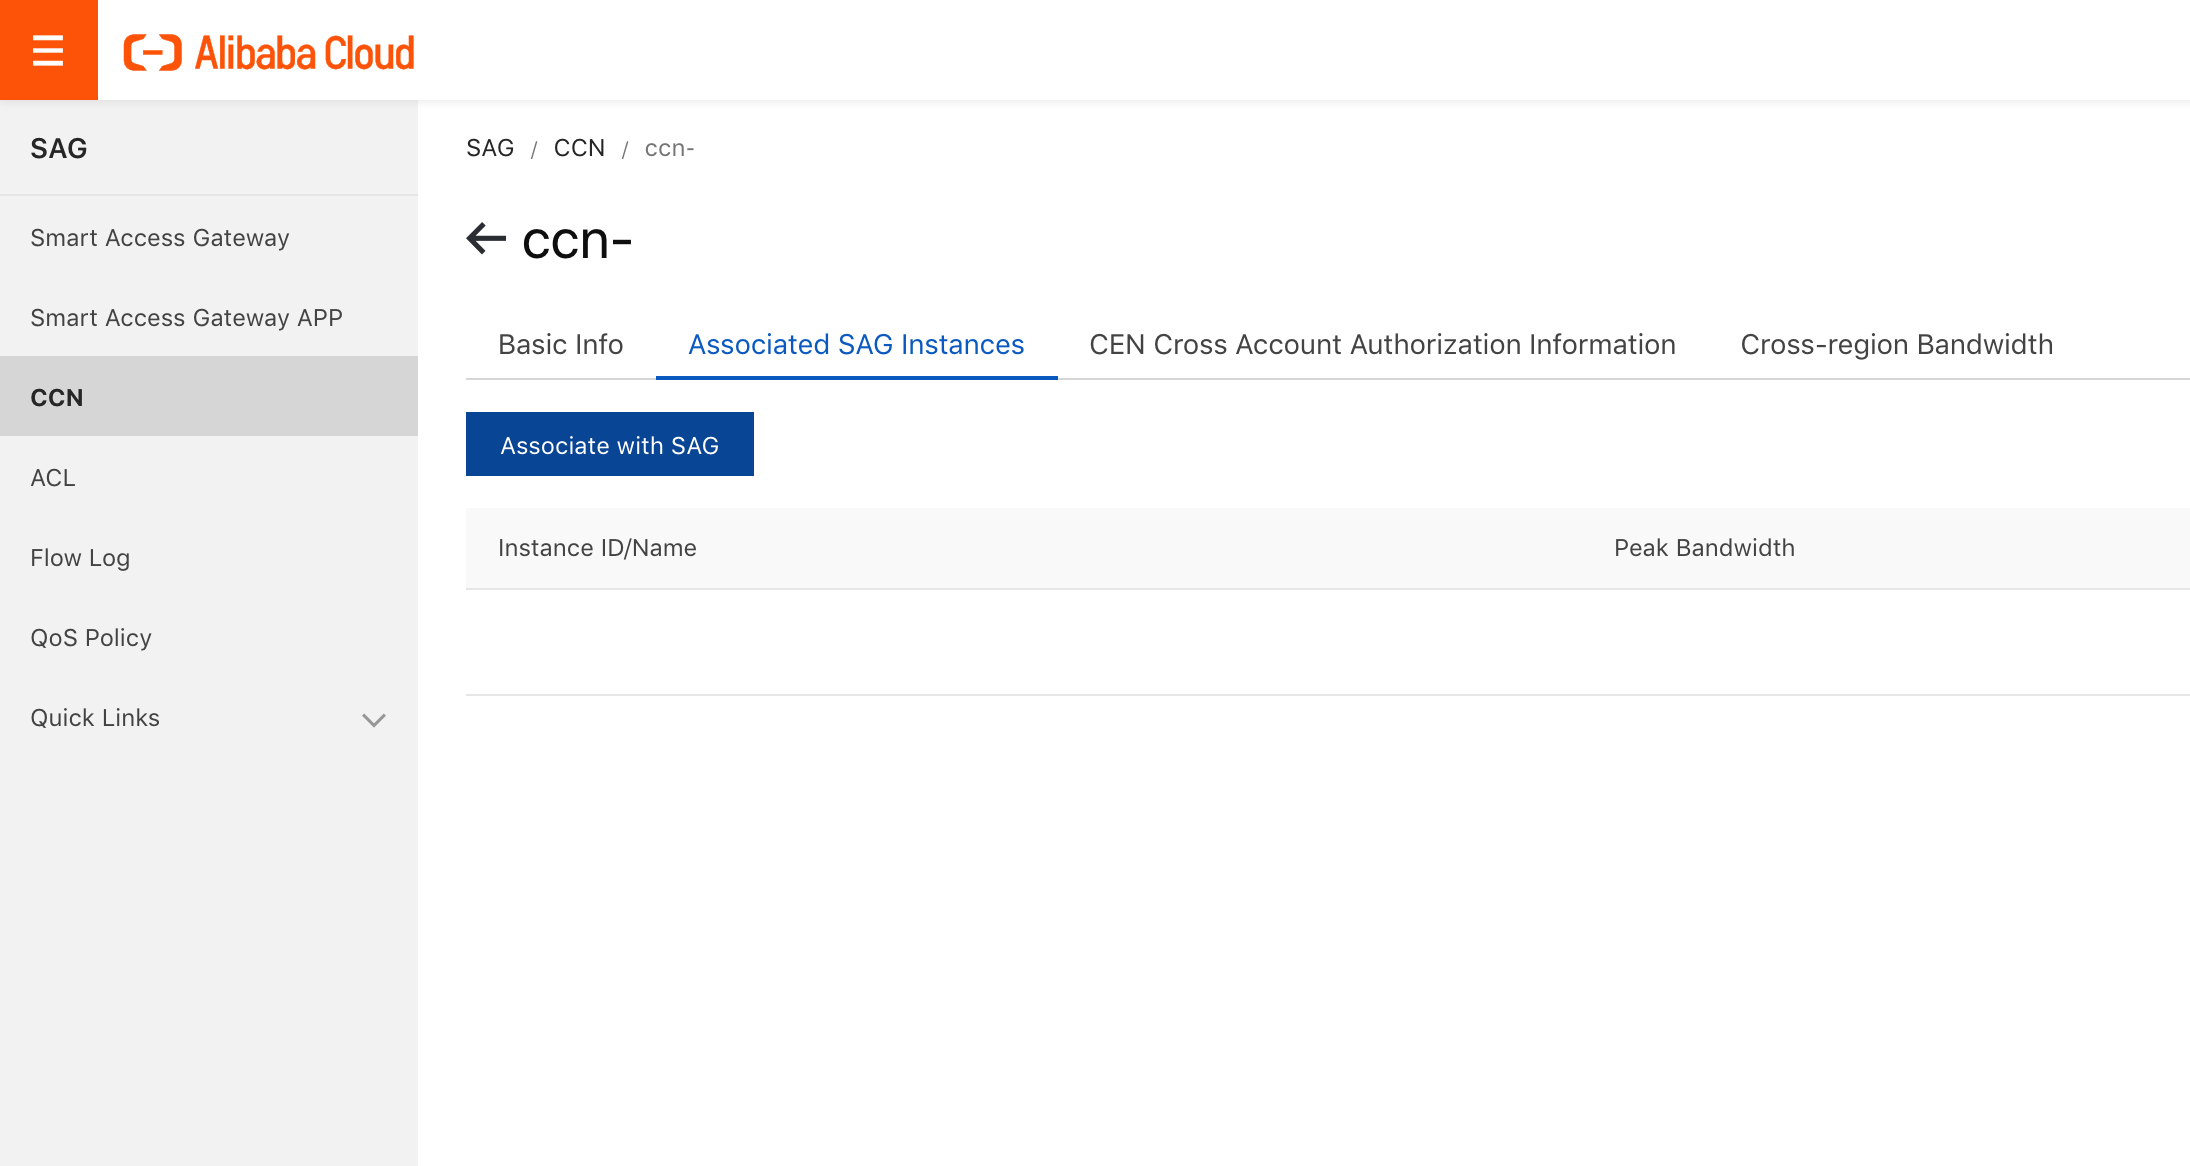 Alibaba Cloud
SAG
Smart Access Gateway
Smart Access Gateway APP
CCN
ACL
Flow Log
QoS Policy
Quick Links
SAG / CCN / ccn-
ccn-
Basic Info Associated SAG Instances CEN Cross Account Authorization Information Cross-region Bandwidth
Associate with SAG
Instance ID/Name Peak Bandwidth